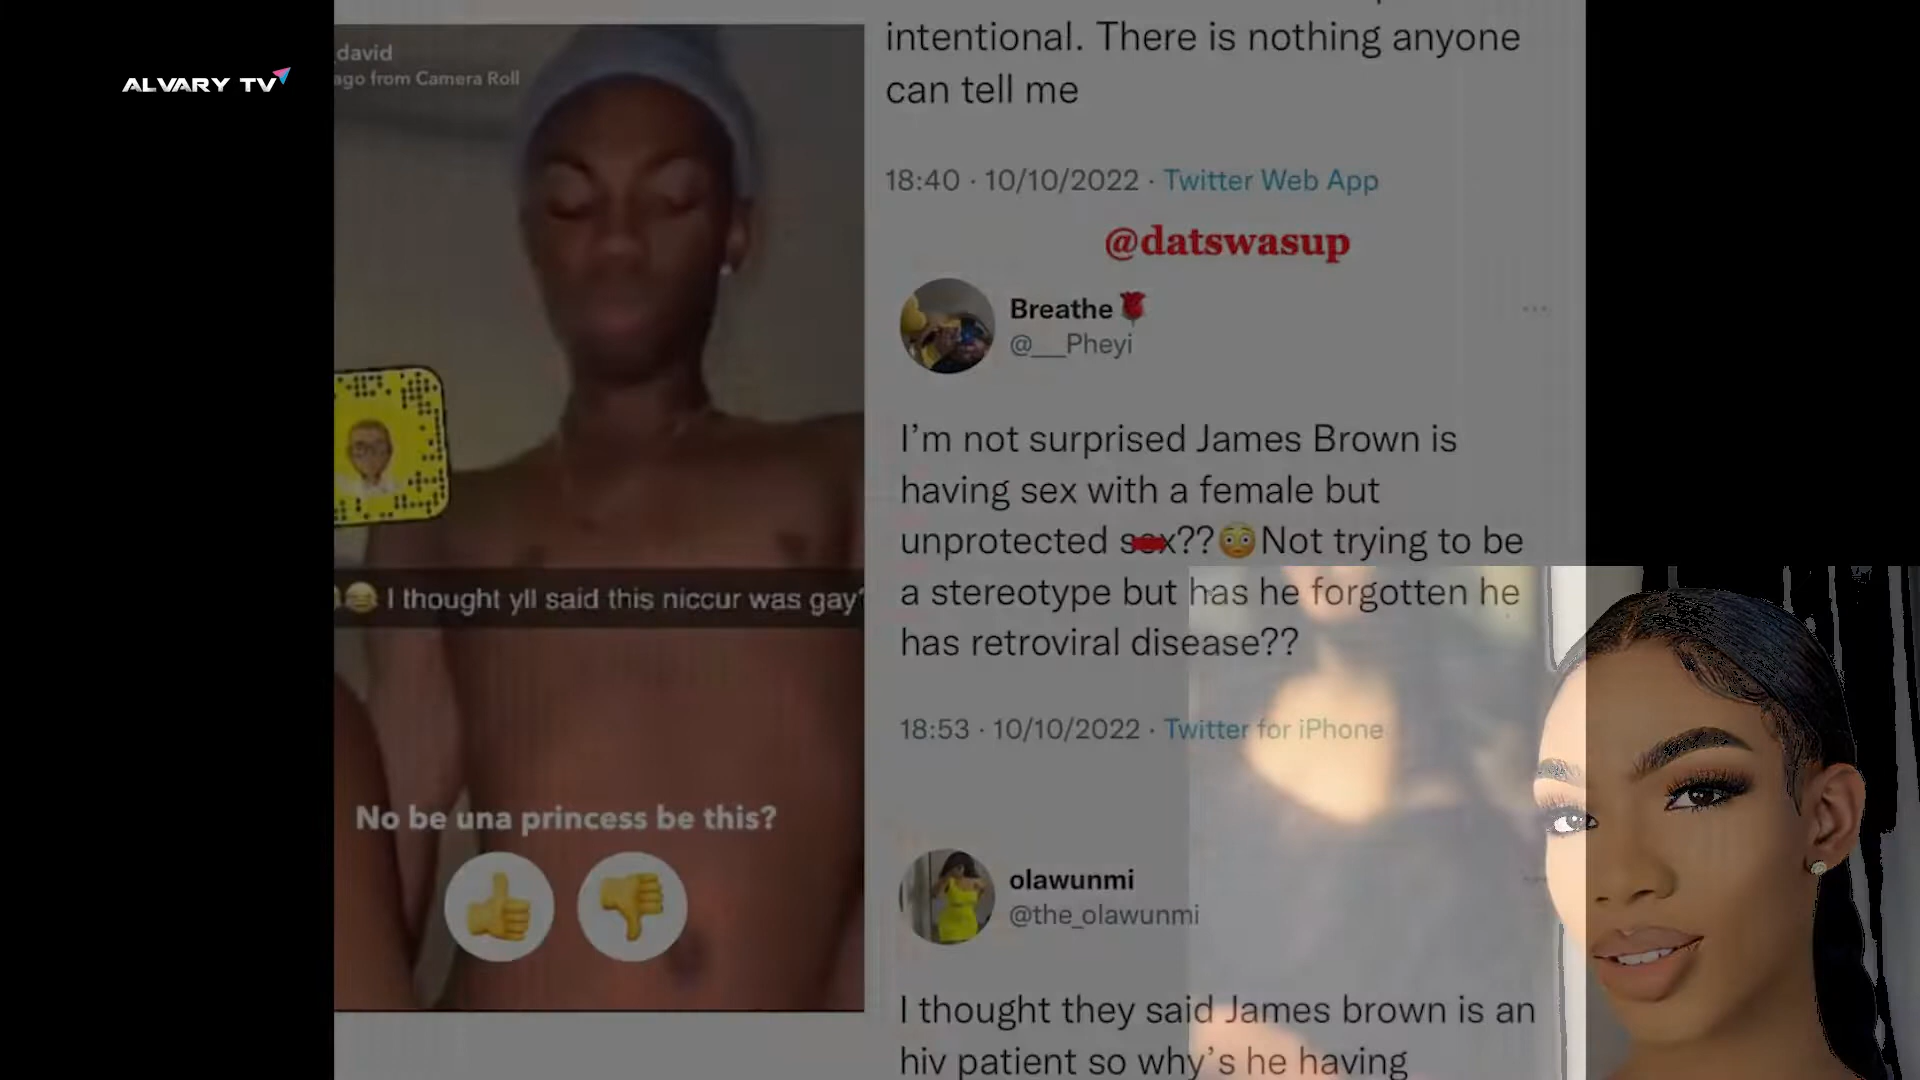 ALVARY TV
david
ago from Camera Roll
I thought yll said this niccur was gay?
No be una princess be this?
intentional. There is nothing anyone
can tell me
18:40 · 10/10/2022 · Twitter Web App
@datswasup
Breathe🌹
@___Pheyi
I'm not surprised James Brown is
having sex with a female but
unprotected sex??😳Not trying to be
a stereotype but has he forgotten he
has retroviral disease??
18:53 · 10/10/2022 · Twitter for iPhone
olawunmi
@the_olawunmi
I thought they said James brown is an
hiv patient so why's he having